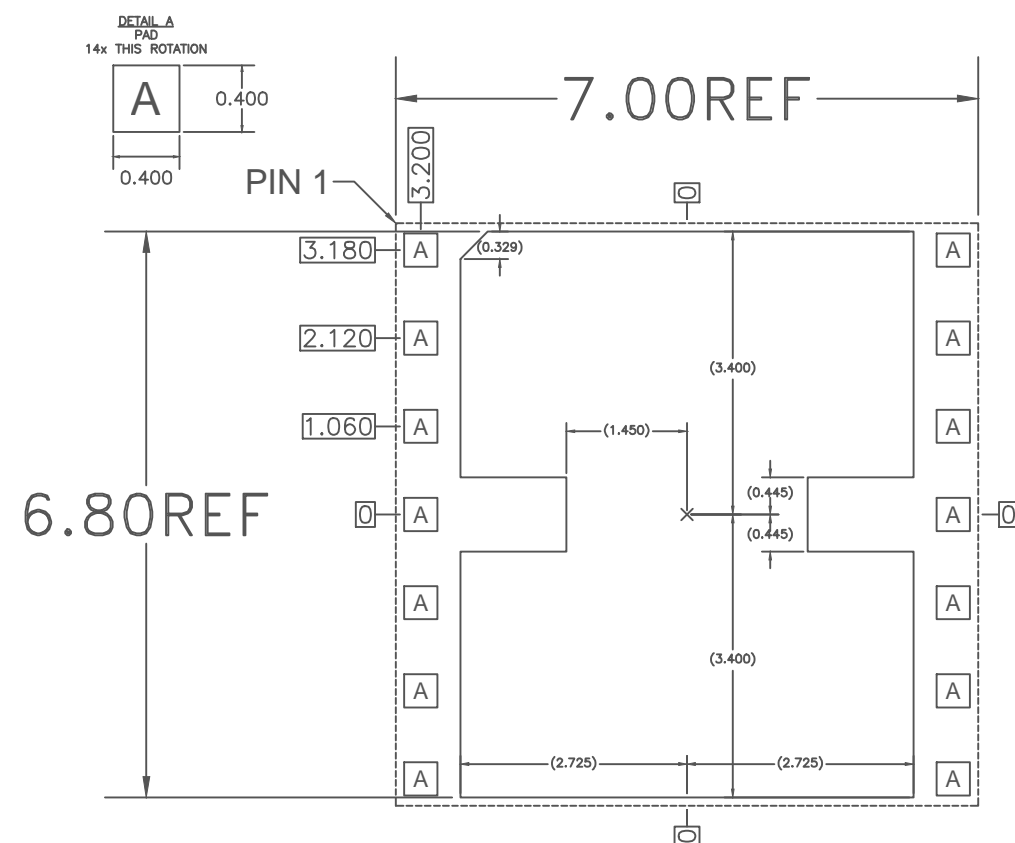 DETAIL A
PAD
14x THIS ROTATION
A
0.400
0.400
7.00REF
PIN 1
3.200
0
3.180
A
(0.329)
A
2.120
A
(3.400)
A
1.060
A
(1.450)
A
6.80REF
0
A
(0.445)
(0.445)
A
0
A
A
A
(3.400)
A
A
(2.725)
(2.725)
A
0